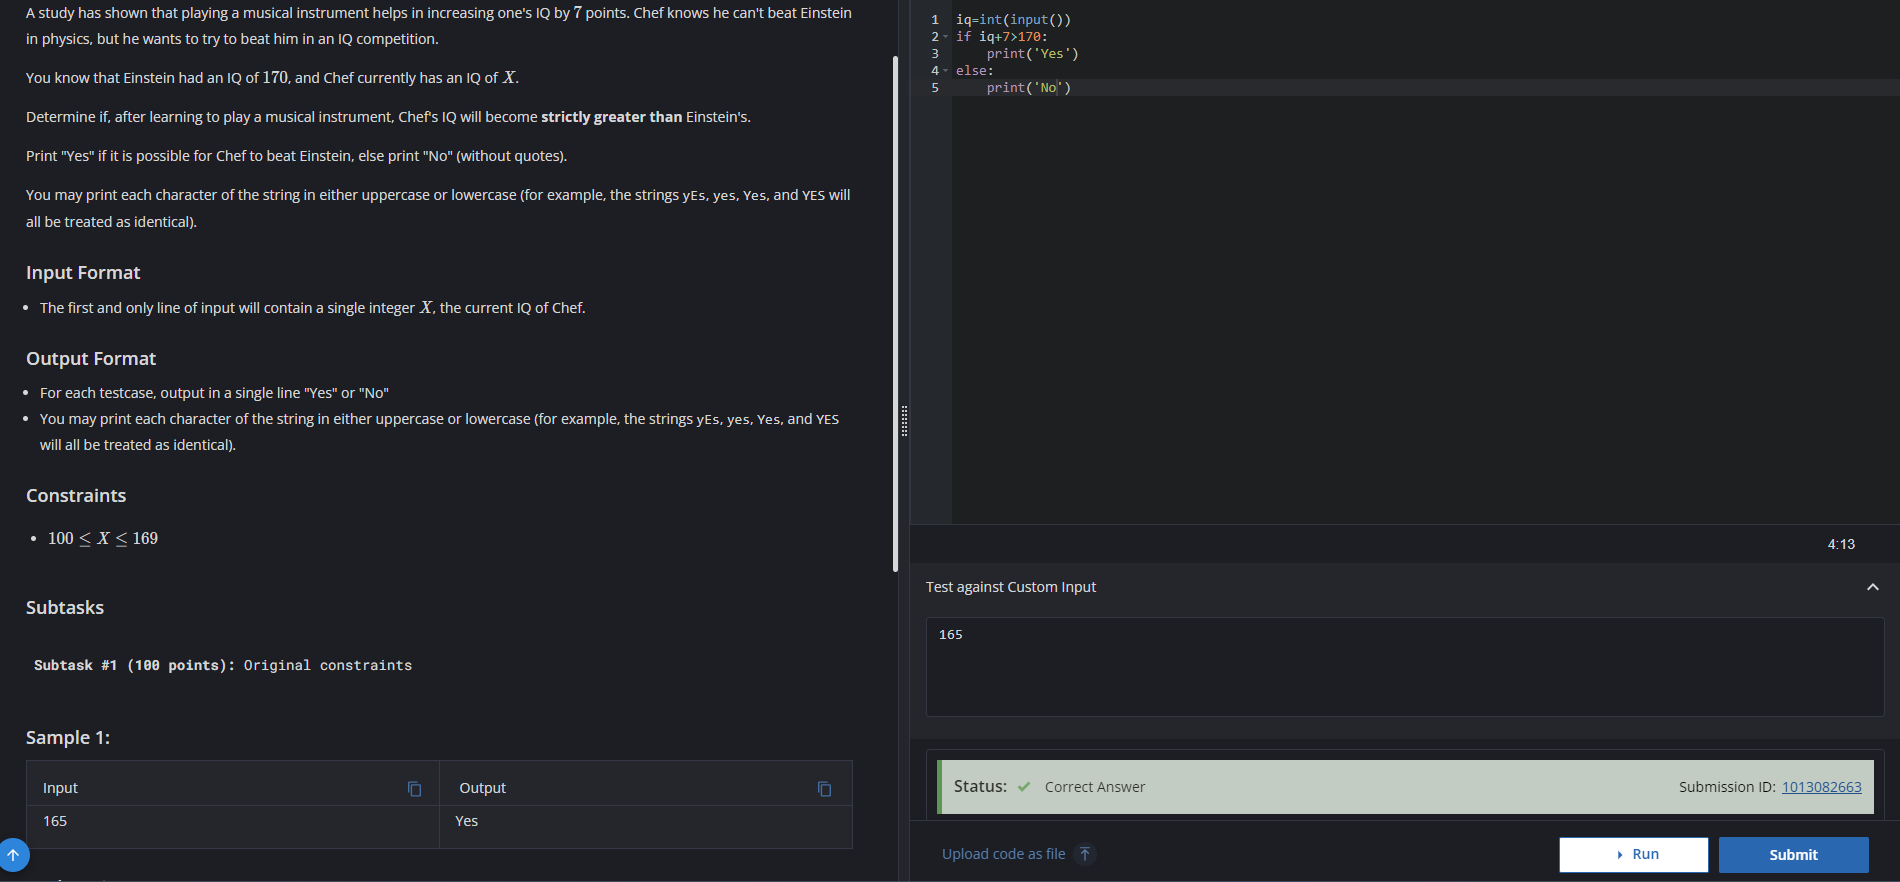 A study has shown that playing a musical instrument helps in increasing one's IQ by 7 points. Chef knows he can't beat Einstein
in physics, but he wants to try to beat him in an IQ competition.
You know that Einstein had an IQ of 170, and Chef currently has an IQ of X.
Determine if, after learning to play a musical instrument, Chef's IQ will become strictly greater than Einstein's.
Print "Yes" if it is possible for Chef to beat Einstein, else print "No" (without quotes).
You may print each character of the string in either uppercase or lowercase (for example, the strings yEs, yes, Yes, and YES will
all be treated as identical).
Input Format
• The first and only line of input will contain a single integer X, the current IQ of Chef.
Output Format
• For each testcase, output in a single line "Yes" or "No"
• You may print each character of the string in either uppercase or lowercase (for example, the strings yEs, yes, Yes, and YES
will all be treated as identical).
Constraints
• 100 ≤ X ≤ 169
Subtasks
Subtask #1 (100 points): Original constraints
Sample 1:
Input
Output
165
Yes
1 iq=int(input())
2 if iq+7>170:
3     print('Yes')
4 else:
5     print('No')
4:13
Test against Custom Input
165
Status: ✓ Correct Answer
Submission ID: 1013082663
Upload code as file
Run
Submit